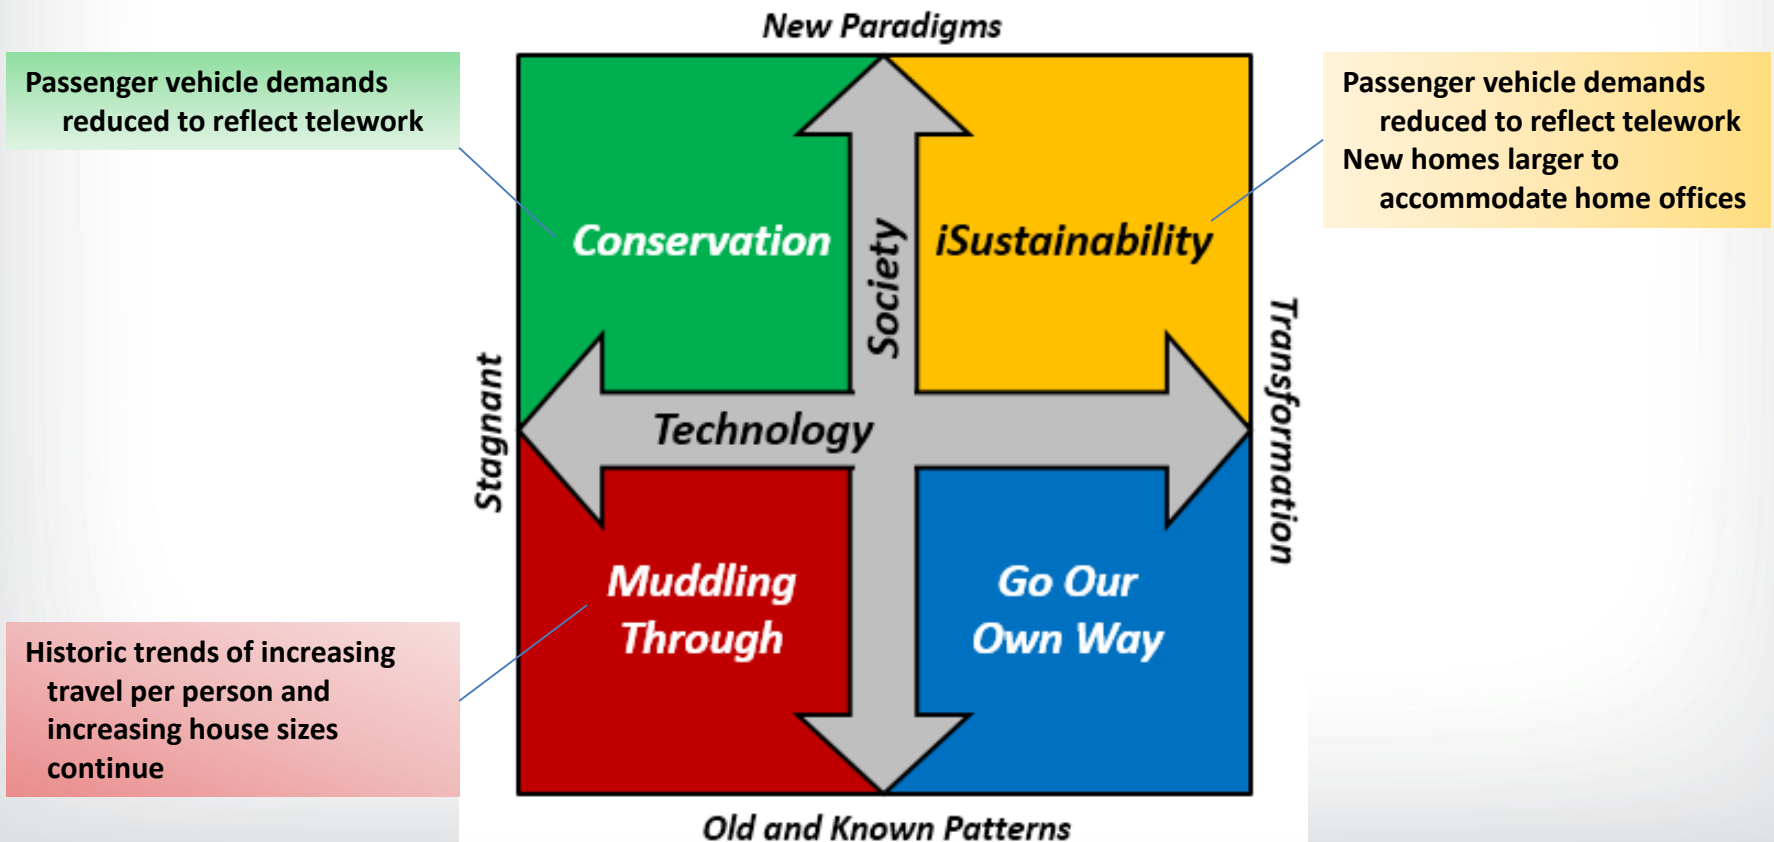 New Paradigms
Passenger vehicle demands
reduced to reflect telework
Passenger vehicle demands
reduced to reflect telework
New homes larger to
accommodate home offices
Conservation
Society
iSustainability
Stagnant
Technology
Transformation
Muddling
Through
Go Our
Own Way
Historic trends of increasing
travel per person and
increasing house sizes
continue
Old and Known Patterns